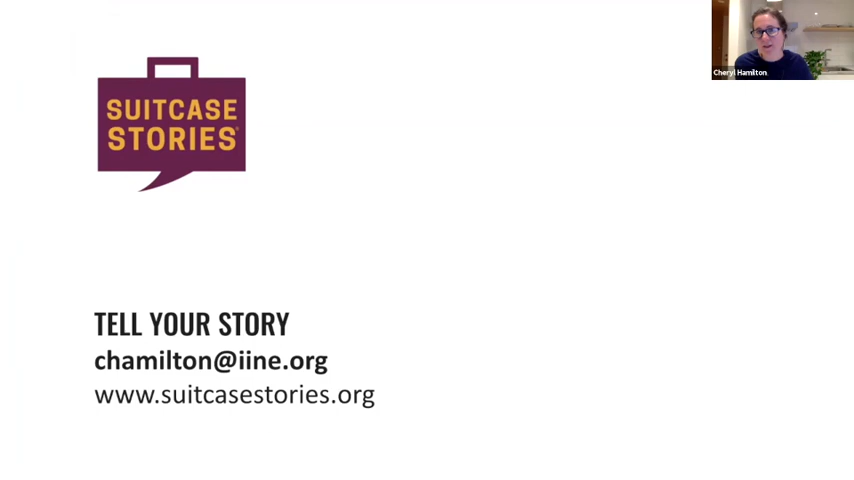 SUITCASE
STORIES®
Cheryl Hamilton
TELL YOUR STORY
chamilton@iine.org
www.suitcasestories.org